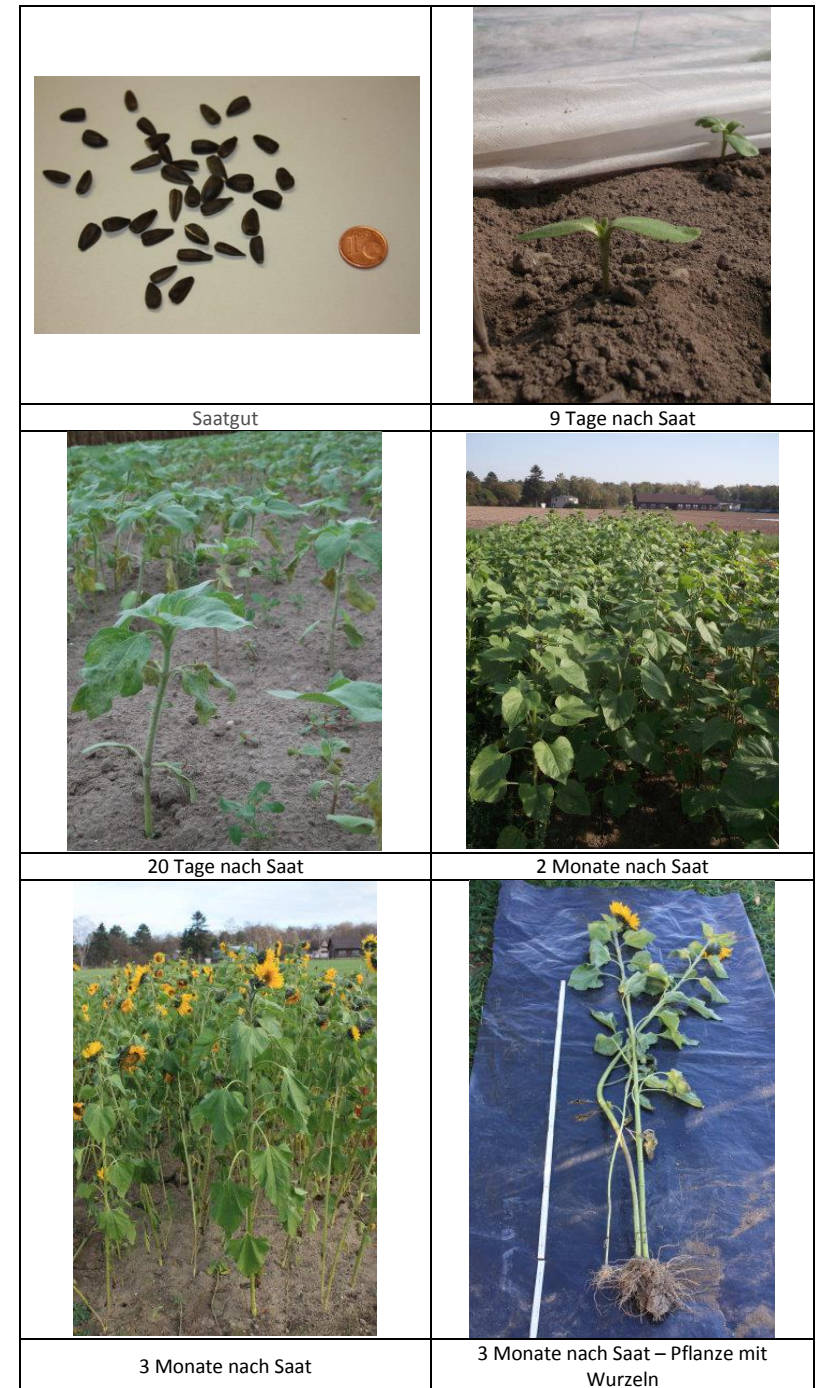 Saatgut
9 Tage nach Saat
20 Tage nach Saat
2 Monate nach Saat
3 Monate nach Saat
3 Monate nach Saat – Pflanze mit
Wurzeln